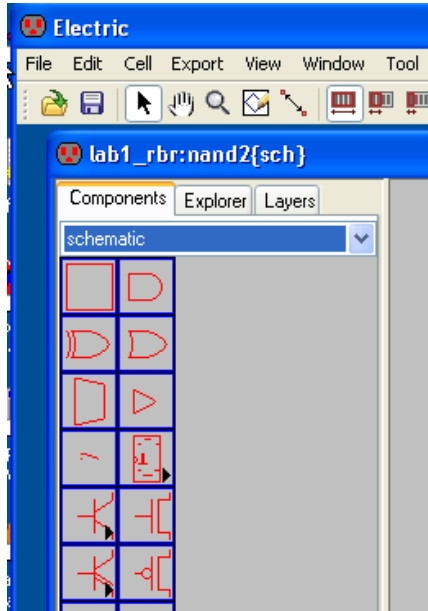 Electric
File Edit Cell Export View Window Tool
lab1_rbr:nand2{sch}
Components Explorer Layers
schematic